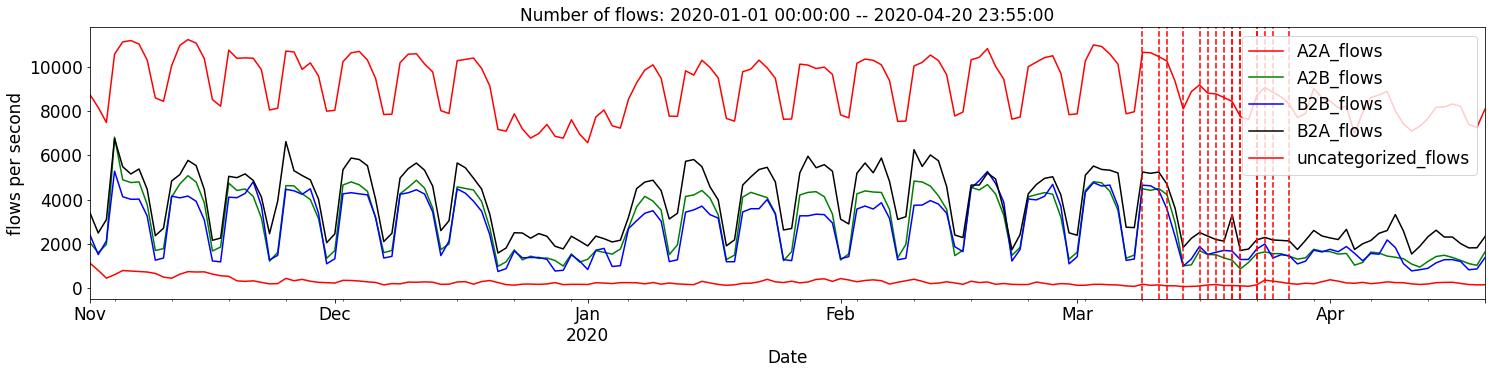 Number of flows: 2020-01-01 00:00:00 -- 2020-04-20 23:55:00
flows per second
10000
8000
6000
4000
2000
0
A2A_flows
A2B_flows
B2B_flows
B2A_flows
uncategorized_flows
Nov Dec Jan Feb Mar Apr
2020
Date